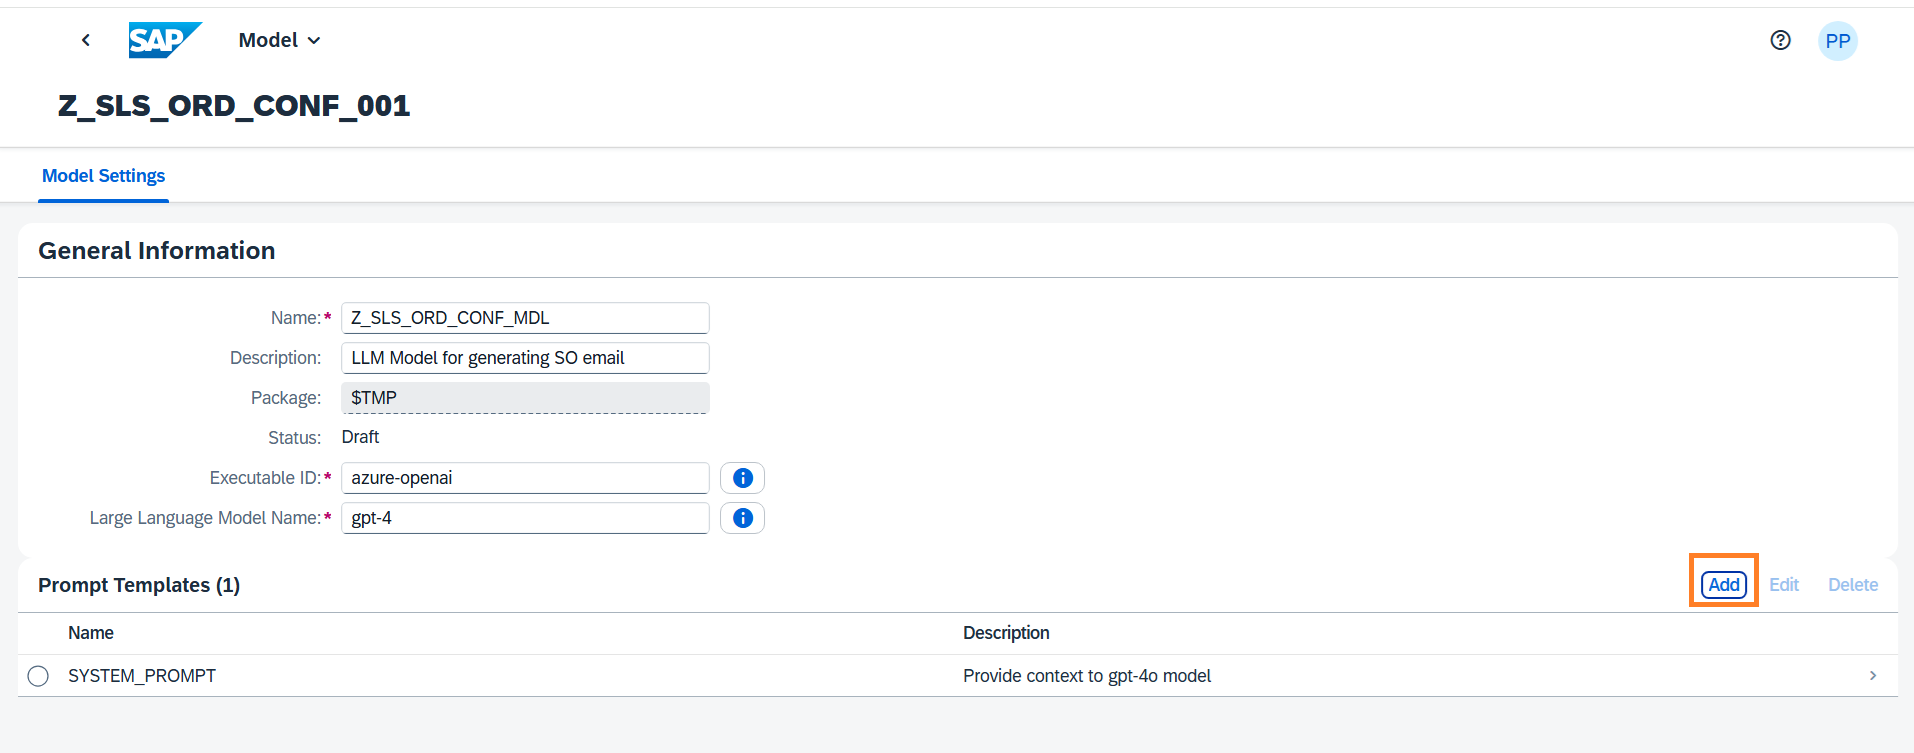 SAP Model PP
Z_SLS_ORD_CONF_001
Model Settings
General Information
Name:* Z_SLS_ORD_CONF_MDL
Description: LLM Model for generating SO email
Package: $TMP
Status: Draft
Executable ID:* azure-openai
Large Language Model Name:* gpt-4
Prompt Templates (1) Add Edit Delete
Name Description
SYSTEM_PROMPT Provide context to gpt-4o model